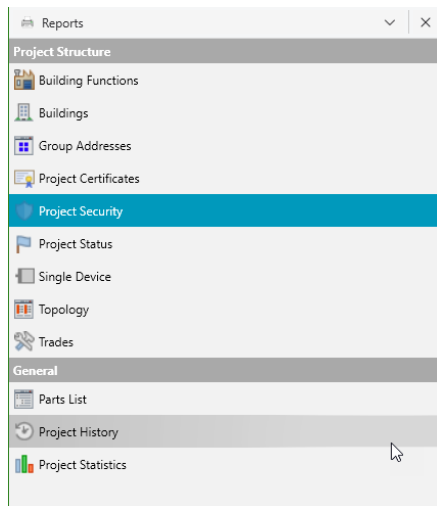 Reports
Project Structure
Building Functions
Buildings
Group Addresses
Project Certificates
Project Security
Project Status
Single Device
Topology
Trades
General
Parts List
Project History
Project Statistics